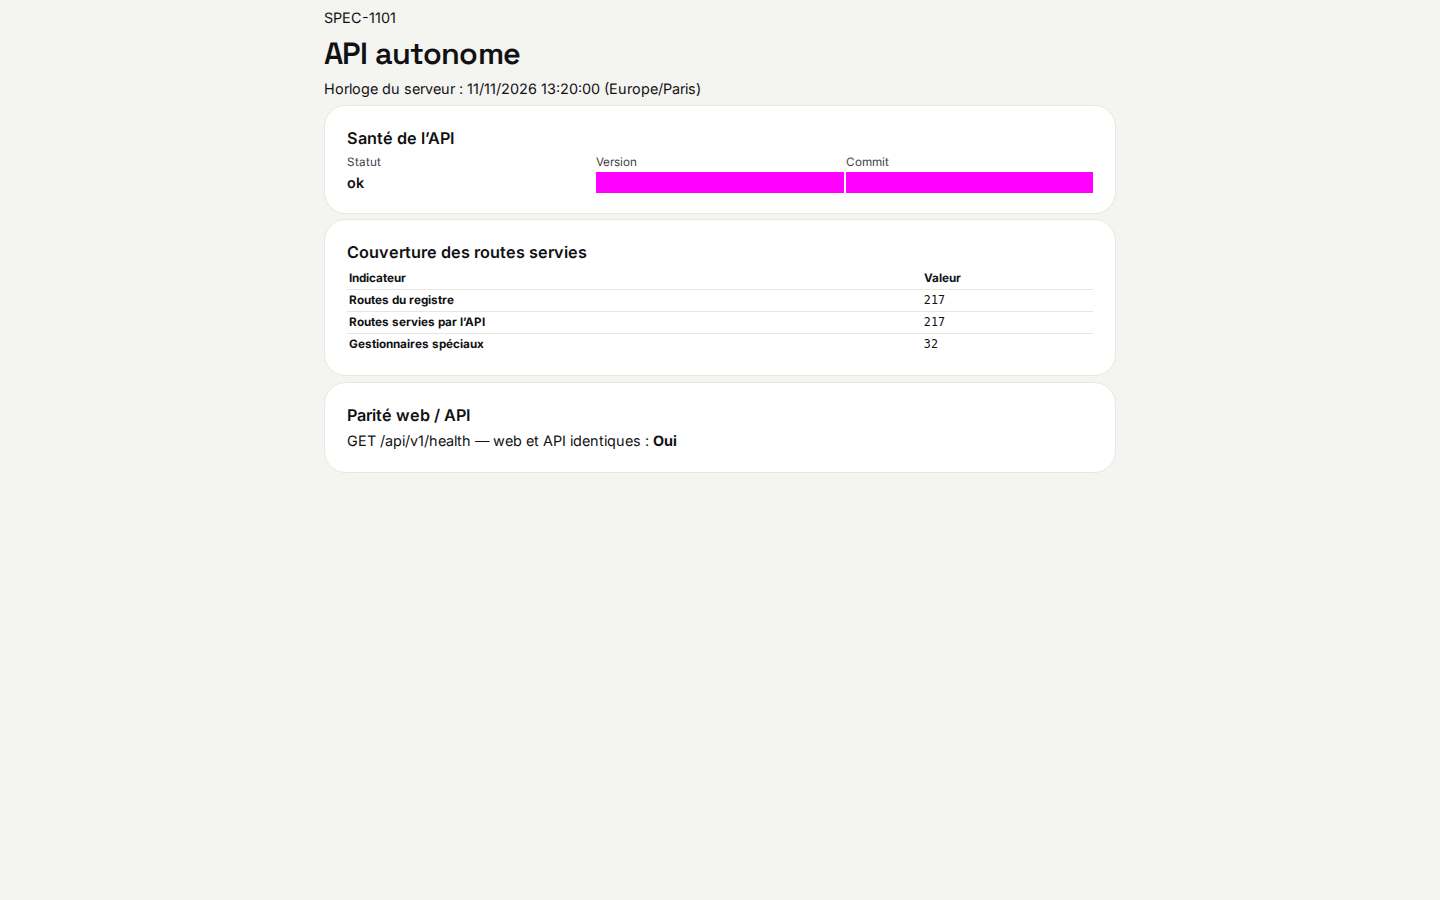 SPEC-1101
API autonome
Horloge du serveur : 11/11/2026 13:20:00 (Europe/Paris)
Santé de l’API
Statut Version Commit
ok
Couverture des routes servies
Indicateur Valeur
Routes du registre 217
Routes servies par l’API 217
Gestionnaires spéciaux 32
Parité web / API
GET /api/v1/health — web et API identiques : Oui